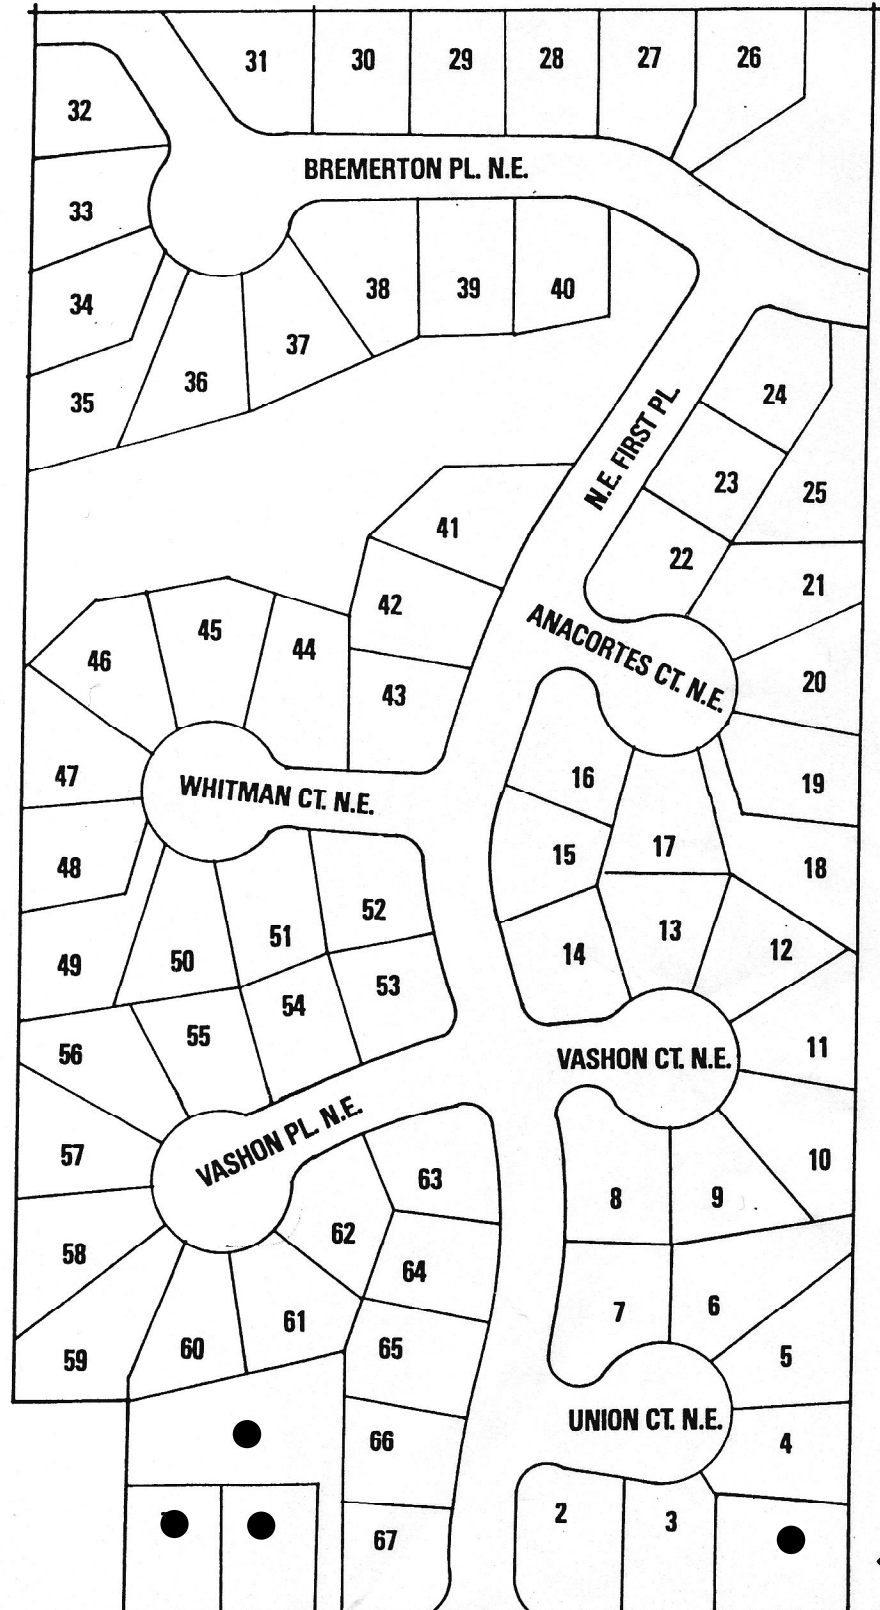 31 30 29 28 27 26
32
BREMERTON PL. N.E.
33
34 38 39 40
37
35 36 24
N.E. FIRST PL.
23 25
41
22 21
42
ANACORTES CT. N.E.
46 45 44 20
43
47 16 19
WHITMAN CT. N.E.
48 15 17 18
52
49 50 51 14 13 12
54 53
56 55 11
VASHON CT. N.E.
57
VASHON PL. N.E.
63 10
58 62 8 9
64
61 7 6
59 60 65 5
66 UNION CT. N.E. 4
67 2 3